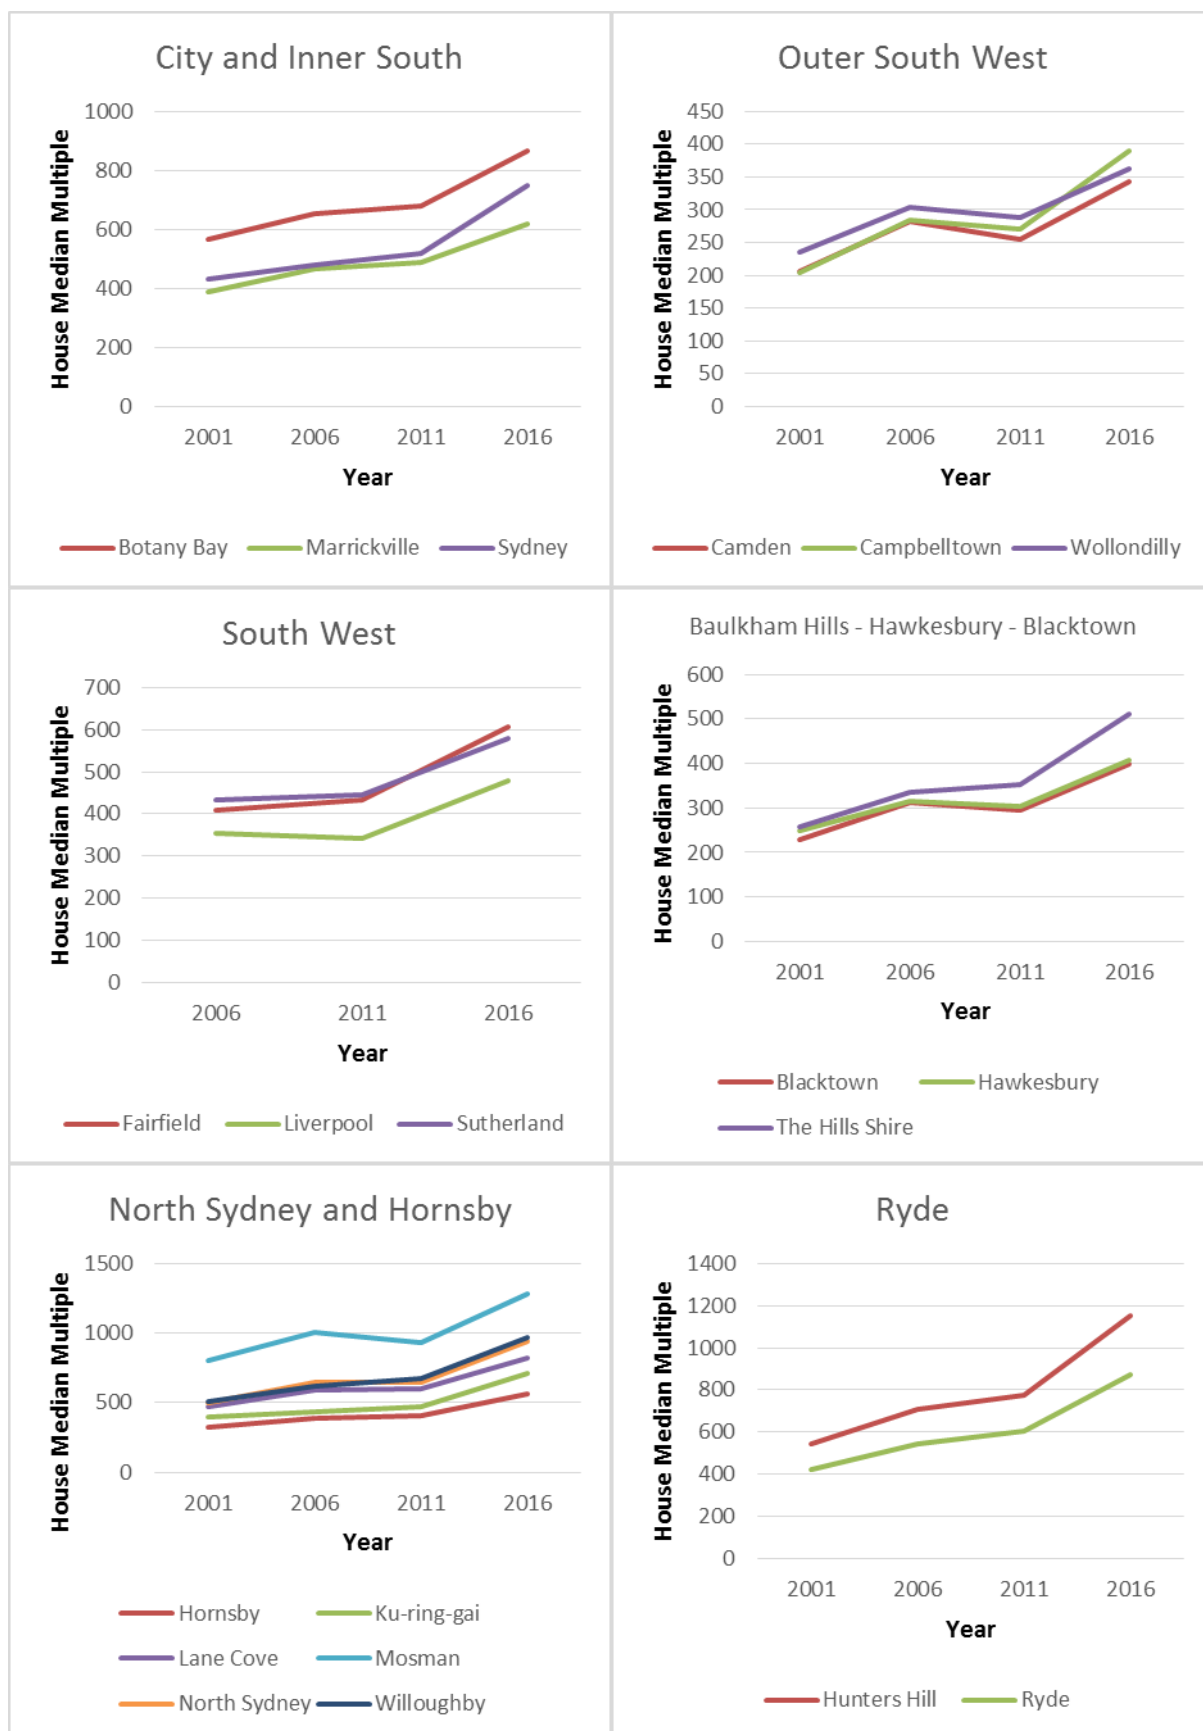 City and Inner South
House Median Multiple
1000
800
600
400
200
0
2001 2006 2011 2016
Year
Botany Bay Marrickville Sydney
Outer South West
House Median Multiple
450
400
350
300
250
200
150
100
50
0
2001 2006 2011 2016
Year
Camden Campbelltown Wollondilly
South West
House Median Multiple
700
600
500
400
300
200
100
0
2006 2011 2016
Year
Fairfield Liverpool Sutherland
Baulkham Hills - Hawkesbury - Blacktown
House Median Multiple
600
500
400
300
200
100
0
2001 2006 2011 2016
Year
Blacktown Hawkesbury
The Hills Shire
North Sydney and Hornsby
House Median Multiple
1500
1000
500
0
2001 2006 2011 2016
Year
Hornsby Ku-ring-gai
Lane Cove Mosman
North Sydney Willoughby
Ryde
House Median Multiple
1400
1200
1000
800
600
400
200
0
2001 2006 2011 2016
Year
Hunters Hill Ryde